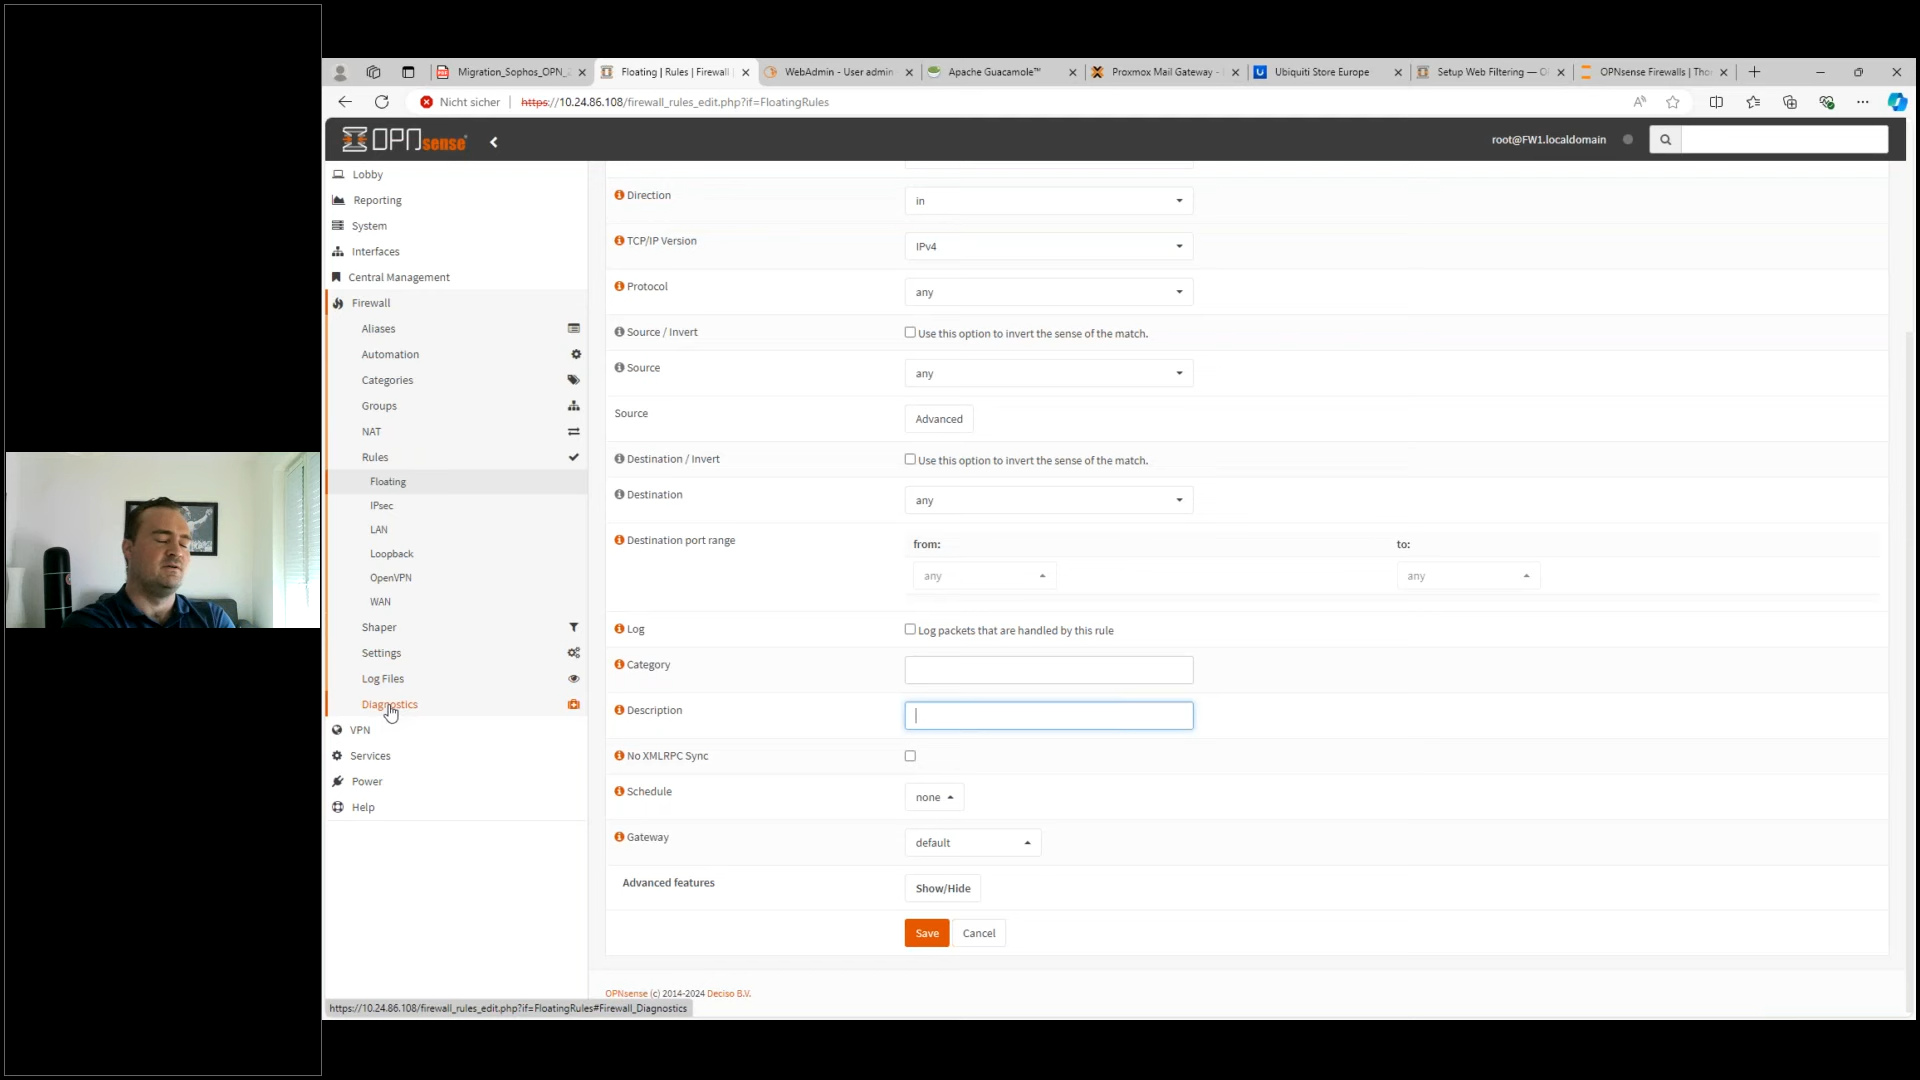 Migration_Sophos_OPN_
Floating | Rules | Firewall
WebAdmin - User admin
Apache Guacamole™
Proxmox Mail Gateway -
Ubiquiti Store Europe
Setup Web Filtering — O
OPNsense Firewalls | Tho
Nicht sicher
https://10.24.86.108/firewall_rules_edit.php?if=FloatingRules
OPNsense
root@FW1.localdomain
Lobby
Reporting
System
Interfaces
Central Management
Firewall
Aliases
Automation
Categories
Groups
NAT
Rules
Floating
IPsec
LAN
Loopback
OpenVPN
WAN
Shaper
Settings
Log Files
Diagnostics
VPN
Services
Power
Help
Direction
in
TCP/IP Version
IPv4
Protocol
any
Source / Invert
Use this option to invert the sense of the match.
Source
any
Source
Advanced
Destination / Invert
Use this option to invert the sense of the match.
Destination
any
Destination port range
from:
to:
any
any
Log
Log packets that are handled by this rule
Category
Description
No XMLRPC Sync
Schedule
none
Gateway
default
Advanced features
Show/Hide
Save
Cancel
OPNsense (c) 2014-2024 Deciso B.V.
https://10.24.86.108/firewall_rules_edit.php?if=FloatingRules#Firewall_Diagnostics